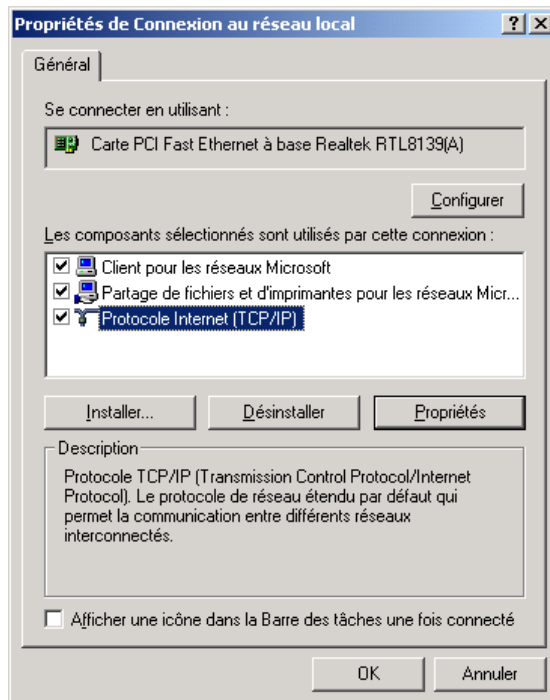 Propriétés de Connexion au réseau local
Général
Se connecter en utilisant :
Carte PCI Fast Ethernet à base Realtek RTL8139(A)
Configurer
Les composants sélectionnés sont utilisés par cette connexion :
Client pour les réseaux Microsoft
Partage de fichiers et d'imprimantes pour les réseaux Micr...
Protocole Internet (TCP/IP)
Installer... Désinstaller Propriétés
Description
Protocole TCP/IP (Transmission Control Protocol/Internet
Protocol). Le protocole de réseau étendu par défaut qui
permet la communication entre différents réseaux
interconnectés.
Afficher une icône dans la Barre des tâches une fois connecté
OK Annuler